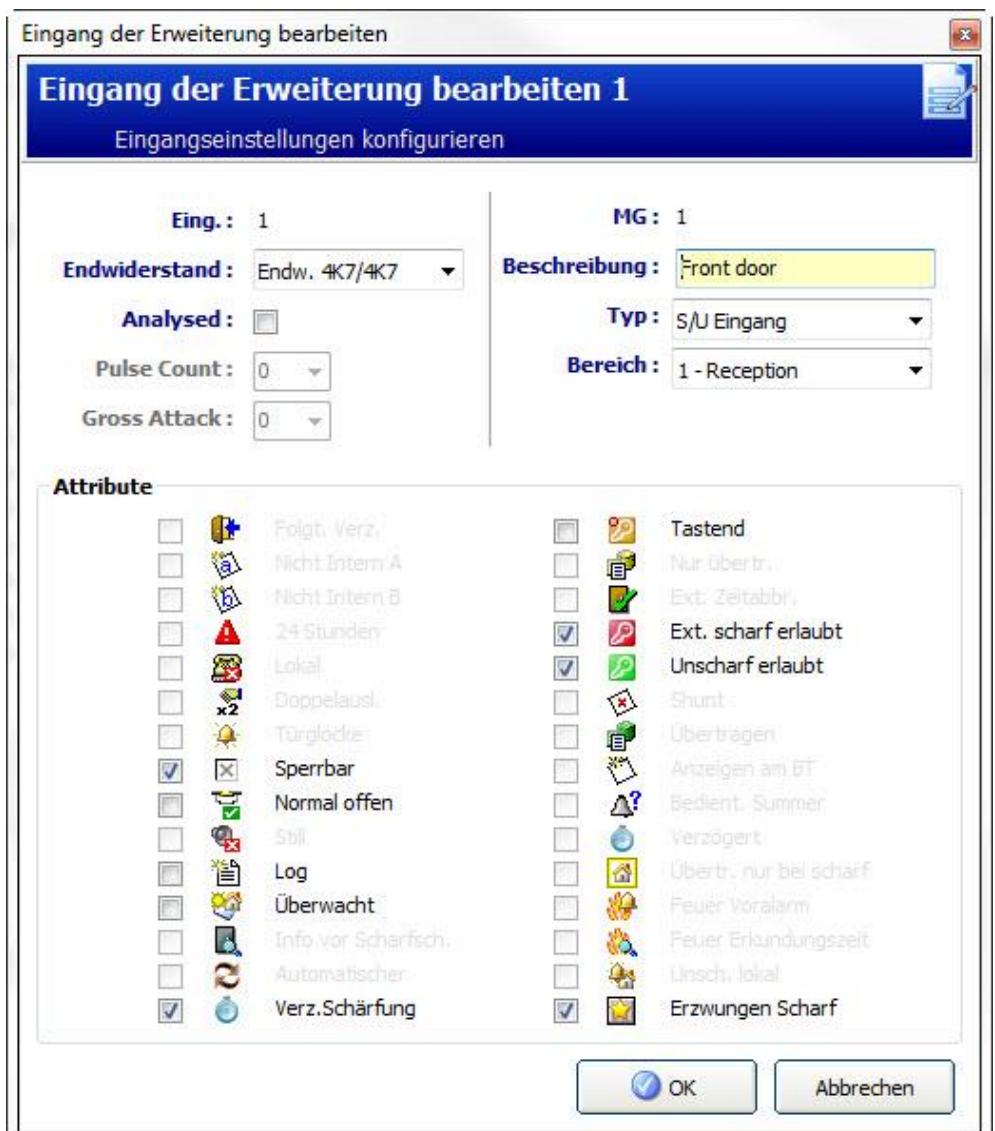 Eingang der Erweiterung bearbeiten
Eingang der Erweiterung bearbeiten 1
Eingangseinstellungen konfigurieren
Eing.: 1
Endwiderstand: Endw. 4K7/4K7
Analysed:
Pulse Count: 0
Gross Attack: 0
MG: 1
Beschreibung: Front door
Typ: S/U Eingang
Bereich: 1 - Reception
Attribute
Folgt. Verz.
a Nicht Intern A
b Nicht Intern B
24 Stunden
Lokal
x2 Doppelausl.
Türglocke
Sperrbar
Normal offen
Still
Log
Überwacht
Info vor Scharfsch.
Automatischer
Verz.Schärfung
Tastend
Nur übertr.
Ext. Zeitabbr.
Ext. scharf erlaubt
Unscharf erlaubt
Shunt
Übertragen
Anzeigen am BT
? Bedient. Summer
Verzögert
Übertr. nur bei scharf
Feuer Voralarm
Feuer Erkundungszeit
Unsch. lokal
Erzwungen Scharf
OK
Abbrechen